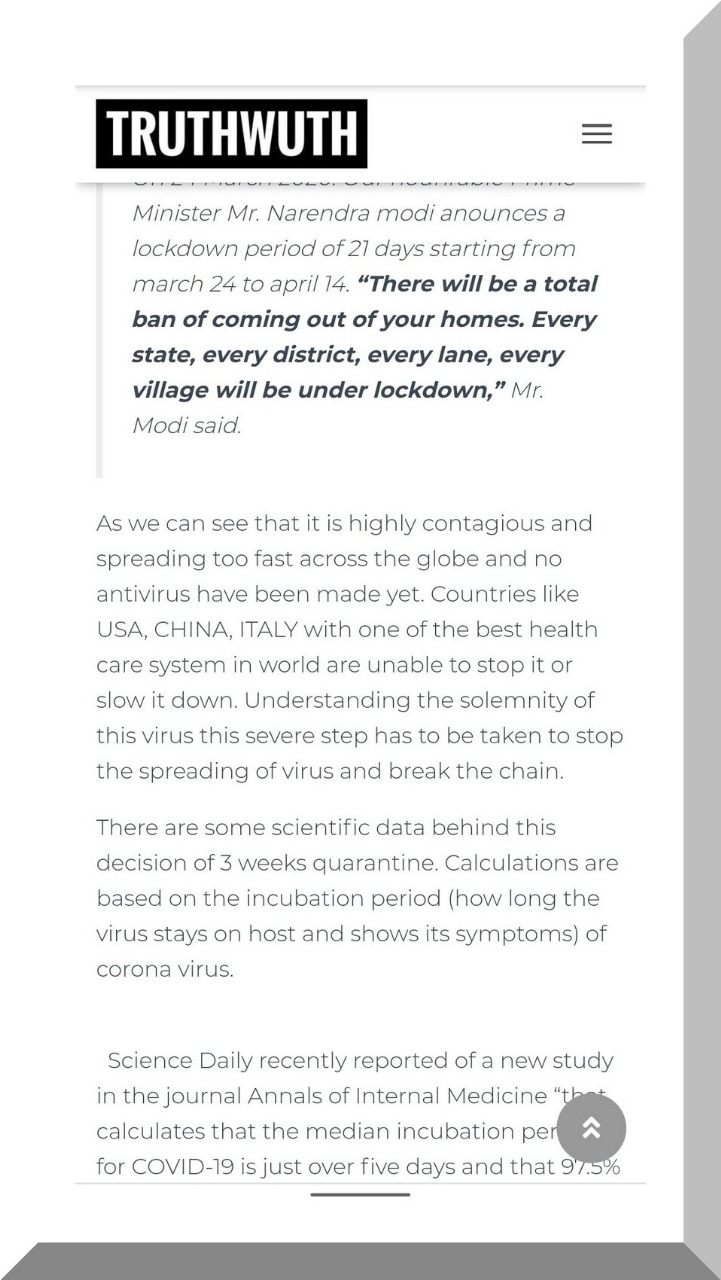 TRUTHWUTH
On 24 March 2020. Our hounrable Prime
Minister Mr. Narendra modi anounces a
lockdown period of 21 days starting from
march 24 to april 14. “There will be a total
ban of coming out of your homes. Every
state, every district, every lane, every
village will be under lockdown,” Mr.
Modi said.
As we can see that it is highly contagious and
spreading too fast across the globe and no
antivirus have been made yet. Countries like
USA, CHINA, ITALY with one of the best health
care system in world are unable to stop it or
slow it down. Understanding the solemnity of
this virus this severe step has to be taken to stop
the spreading of virus and break the chain.
There are some scientific data behind this
decision of 3 weeks quarantine. Calculations are
based on the incubation period (how long the
virus stays on host and shows its symptoms) of
corona virus.
Science Daily recently reported of a new study
in the journal Annals of Internal Medicine “that
calculates that the median incubation per
for COVID-19 is just over five days and that 97.5%